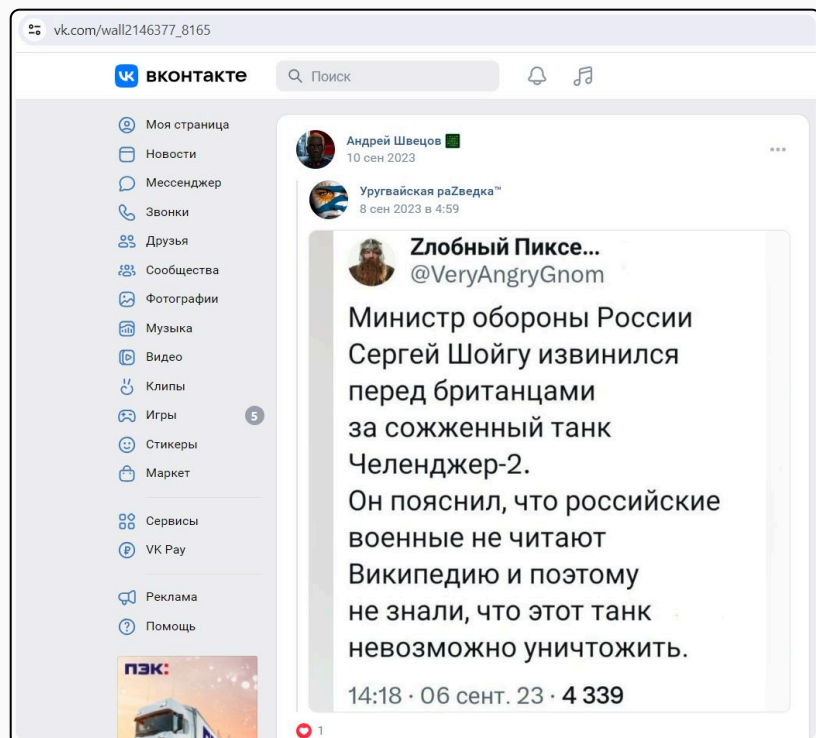 vk.com/wall2146377_8165
вконтакте
Поиск
Моя страница
Новости
Мессенджер
Звонки
Друзья
Сообщества
Фотографии
Музыка
Видео
Клипы
Игры 5
Стикеры
Маркет
Сервисы
VK Pay
Реклама
Помощь
ПЭК:
Андрей Швецов
10 сен 2023
Уругвайская раZведка™
8 сен 2023 в 4:59
Zлобный Пиксе...
@VeryAngryGnom
Министр обороны России
Сергей Шойгу извинился
перед британцами
за сожженный танк
Челенджер-2.
Он пояснил, что российские
военные не читают
Википедию и поэтому
не знали, что этот танк
невозможно уничтожить.
14:18 · 06 сент. 23 · 4 339
1